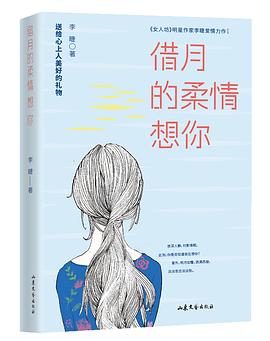 《女人坊》明星作家李睫爱情力作
借月
的柔情
想你
李 睫◎著
送给心上人美好的礼物
山东文艺出版社
借月的柔情想你
李 睫——著
山东文艺出版社